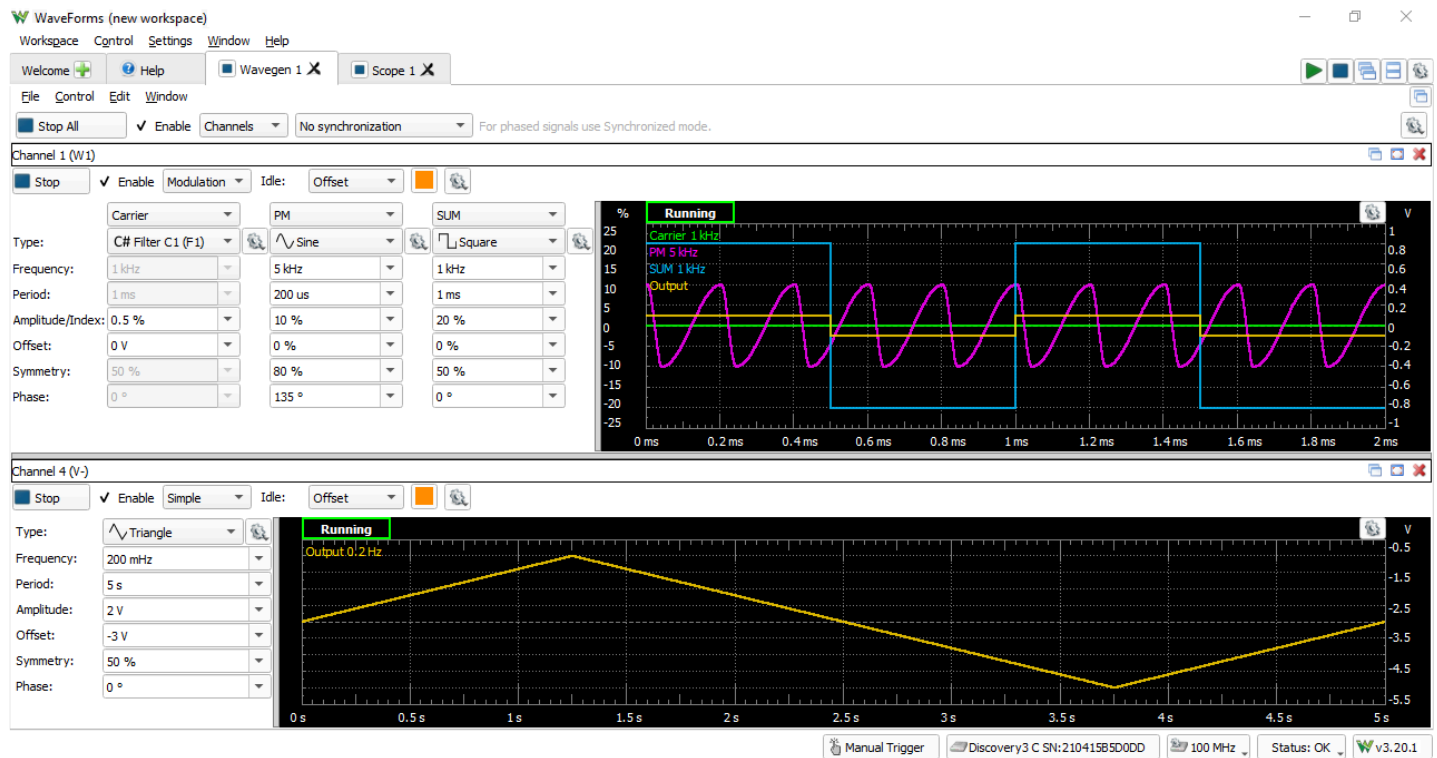 WaveForms (new workspace)
Workspace Control Settings Window Help
Welcome Help Wavegen 1 Scope 1
File Control Edit Window
Stop All Enable Channels No synchronization For phased signals use Synchronized mode.
Channel 1 (W1)
Stop Enable Modulation Idle: Offset
Carrier PM SUM
Type: C# Filter C1 (F1) Sine Square
Frequency: 1 kHz 5 kHz 1 kHz
Period: 1 ms 200 us 1 ms
Amplitude/Index: 0.5 % 10 % 20 %
Offset: 0 V 0 % 0 %
Symmetry: 50 % 80 % 50 %
Phase: 0 ° 135 ° 0 °
% Running V
25 Carrier 1 kHz 1
20 PM 5 kHz 0.8
15 SUM 1 kHz 0.6
10 Output 0.4
5 0.2
0 0
-5 -0.2
-10 -0.4
-15 -0.6
-20 -0.8
-25 -1
0 ms 0.2 ms 0.4 ms 0.6 ms 0.8 ms 1 ms 1.2 ms 1.4 ms 1.6 ms 1.8 ms 2 ms
Channel 4 (V-)
Stop Enable Simple Idle: Offset
Type: Triangle
Frequency: 200 mHz
Period: 5 s
Amplitude: 2 V
Offset: -3 V
Symmetry: 50 %
Phase: 0 °
Running V
Output 0.2 Hz -0.5
-1.5
-2.5
-3.5
-4.5
-5.5
0 s 0.5 s 1 s 1.5 s 2 s 2.5 s 3 s 3.5 s 4 s 4.5 s 5 s
Manual Trigger Discovery3 C SN:210415B5D0DD 100 MHz Status: OK v3.20.1